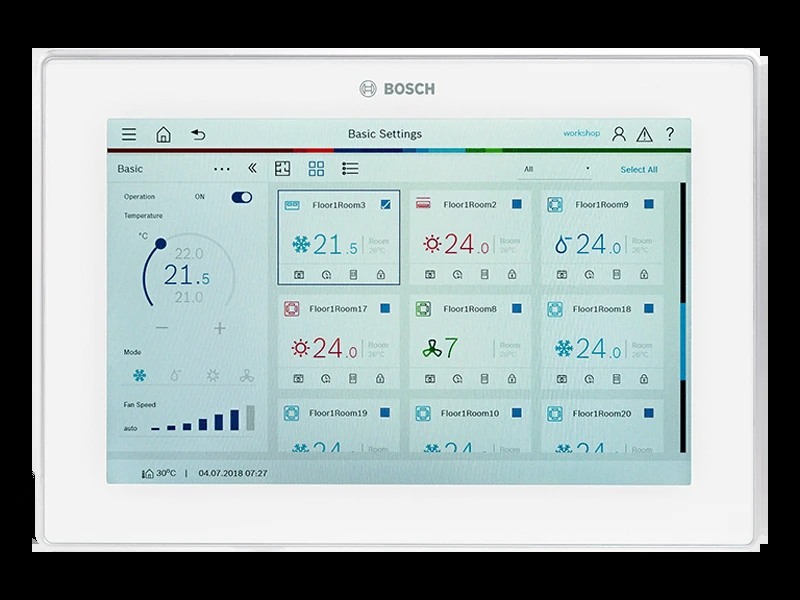 BOSCH
Basic Settings
workshop
?
Basic
...
All
Select All
Operation ON
Temperature
°C
22.0
21.5
21.0
Mode
Fan Speed
auto
Floor1Room3
21.5
Room
26°C
Floor1Room2
24.0
Room
26°C
Floor1Room9
24.0
Room
26°C
Floor1Room17
24.0
Room
26°C
Floor1Room8
7
Room
26°C
Floor1Room18
24.0
Room
26°C
Floor1Room19
24
Room
Floor1Room10
24
Room
Floor1Room20
24
Room
30°C | 04.07.2018 07:27